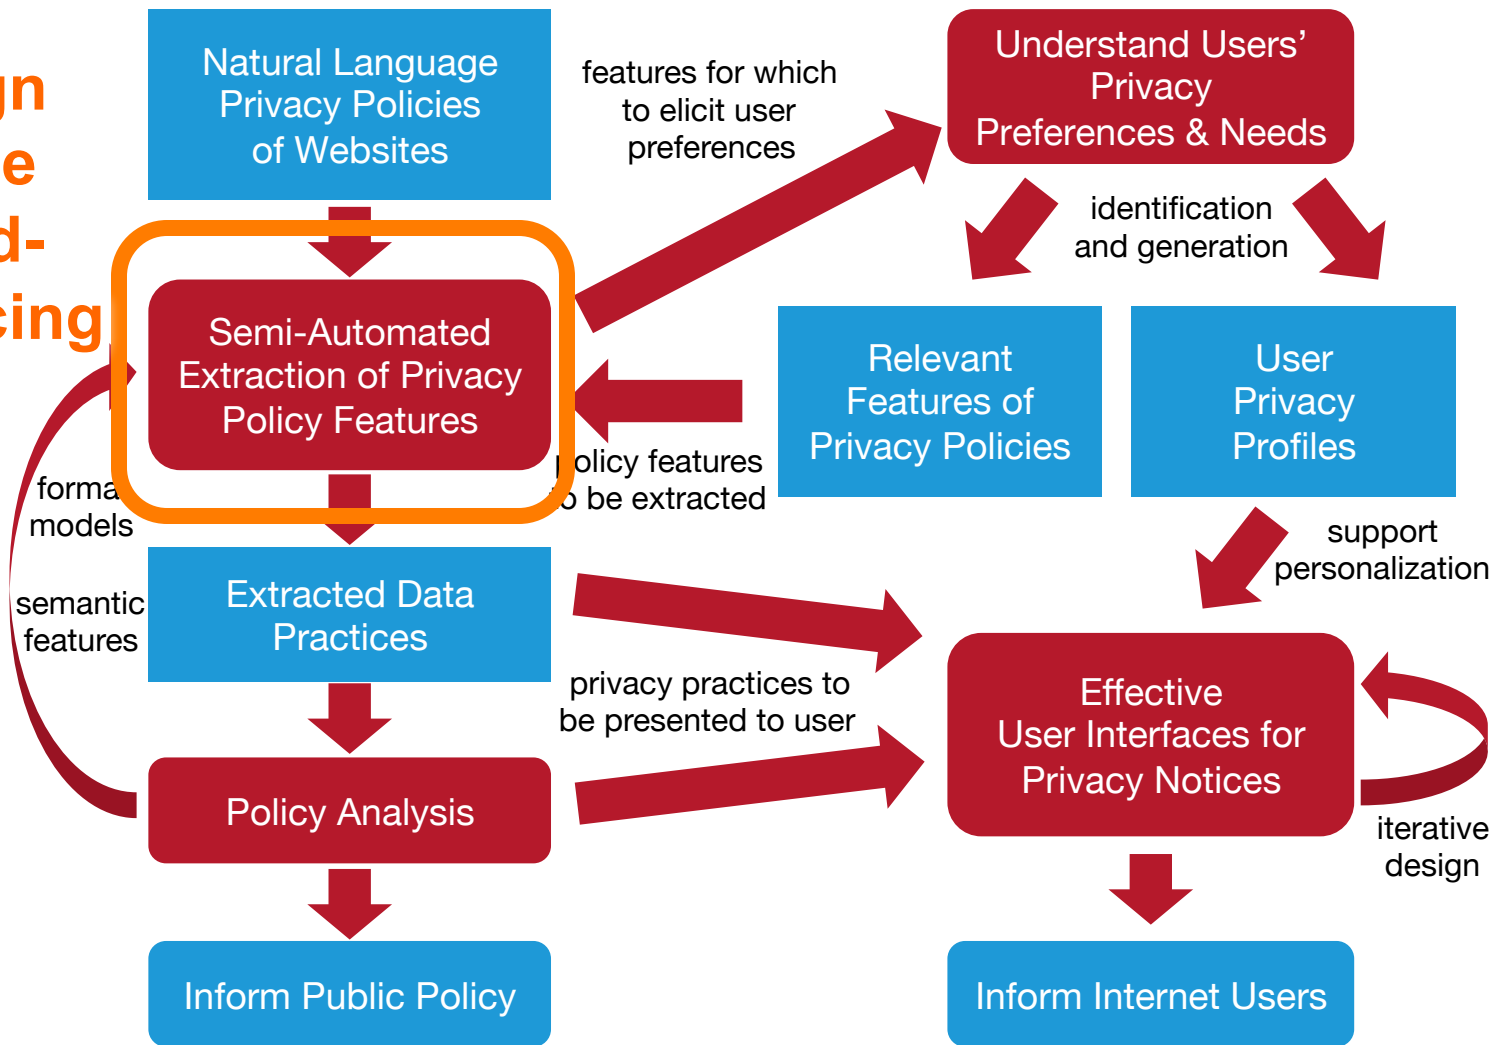 Natural Language
Privacy Policies
of Websites
features for which
to elicit user
preferences
Understand Users'
Privacy
Preferences & Needs
identification
and generation
Semi-Automated
Extraction of Privacy
Policy Features
Relevant
Features of
Privacy Policies
User
Privacy
Profiles
policy features
to be extracted
models
semantic
features
support
personalization
Extracted Data
Practices
privacy practices to
be presented to user
Effective
User Interfaces for
Privacy Notices
Policy Analysis
iterative
design
Inform Public Policy
Inform Internet Users